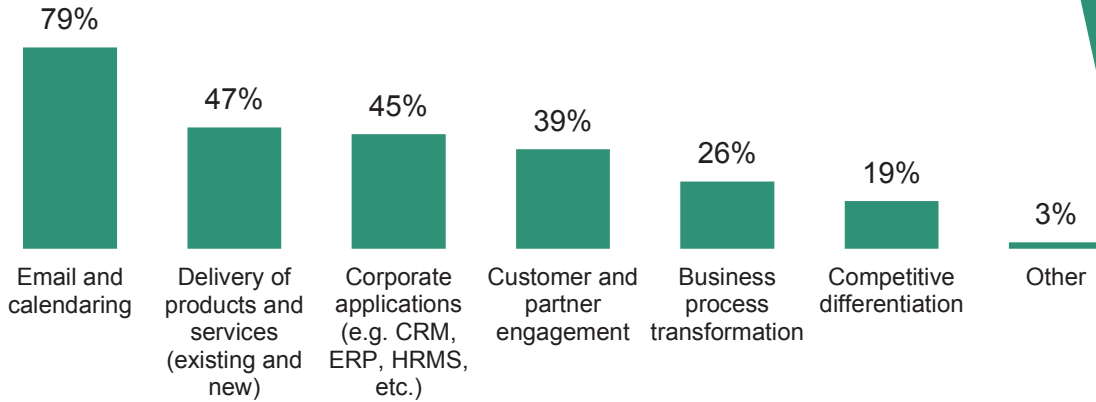 79%
47%
45%
39%
26%
19%
3%
Email and
calendaring
Delivery of
products and
services
(existing and
new)
Corporate
applications
(e.g. CRM,
ERP, HRMS,
etc.)
Customer and
partner
engagement
Business
process
transformation
Competitive
differentiation
Other